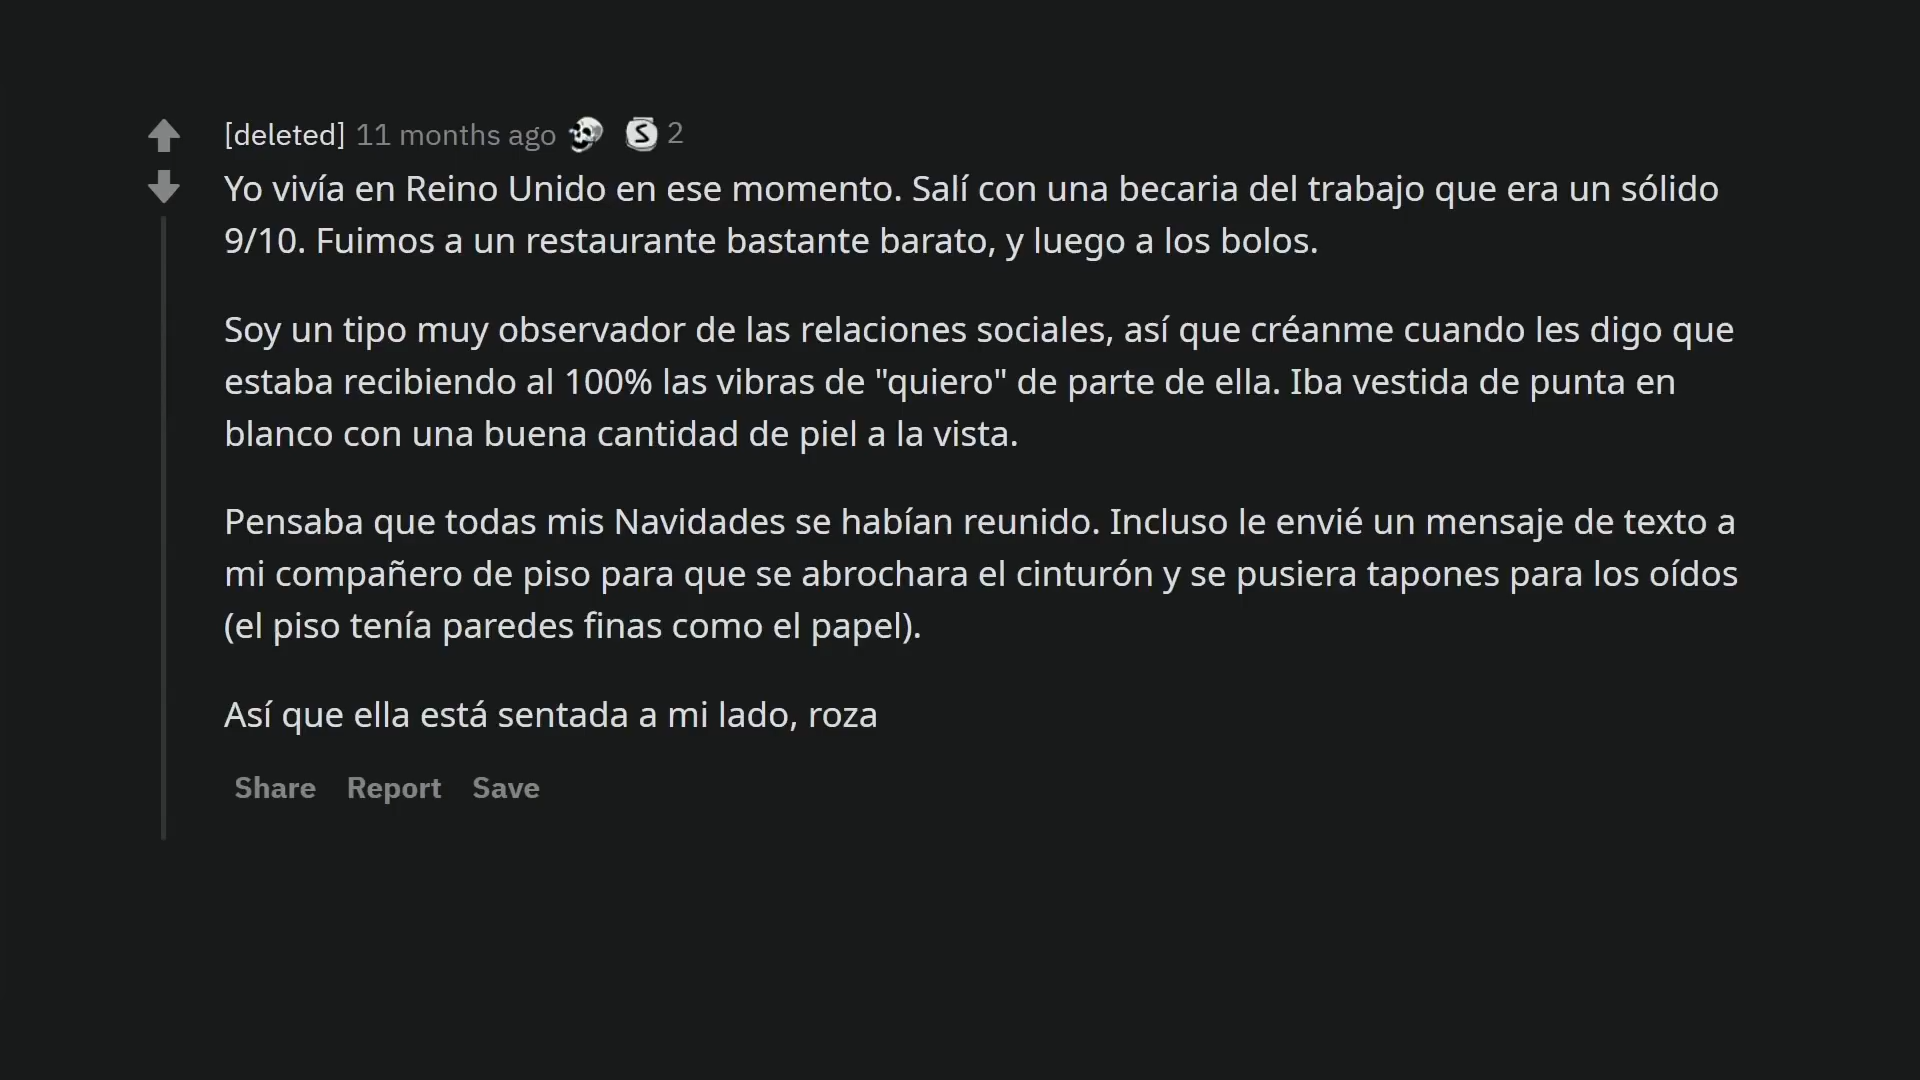 [deleted] 11 months ago 2
Yo vivía en Reino Unido en ese momento. Salí con una becaria del trabajo que era un sólido
9/10. Fuimos a un restaurante bastante barato, y luego a los bolos.
Soy un tipo muy observador de las relaciones sociales, así que créanme cuando les digo que
estaba recibiendo al 100% las vibras de "quiero" de parte de ella. Iba vestida de punta en
blanco con una buena cantidad de piel a la vista.
Pensaba que todas mis Navidades se habían reunido. Incluso le envié un mensaje de texto a
mi compañero de piso para que se abrochara el cinturón y se pusiera tapones para los oídos
(el piso tenía paredes finas como el papel).
Así que ella está sentada a mi lado, roza
Share Report Save